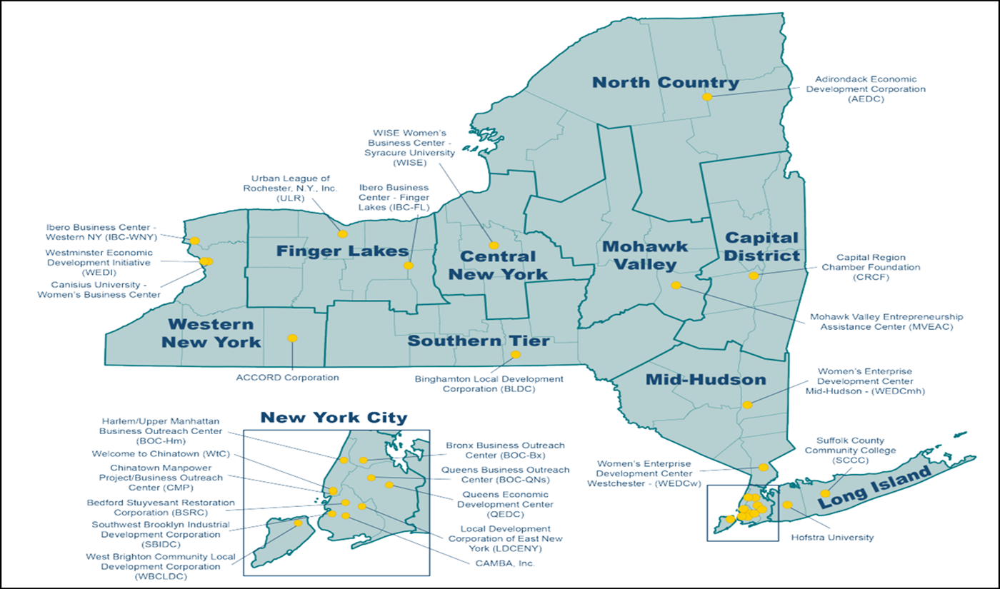 North Country
Adirondack Economic
Development Corporation
(AEDC)
WISE Women's
Business Center -
Syracure University
(WISE)
Urban League of
Rochester, N.Y., Inc.
(ULR)
Ibero Business
Center - Finger
Lakes (IBC-FL)
Ibero Business Center -
Western NY (IBC-WNY)
Westminster Economic
Development Initiative
(WEDI)
Canisius University -
Women's Business Center
Finger Lakes
Central
New York
Mohawk
Valley
Capital
District
Capital Region
Chamber Foundation
(CRCF)
Mohawk Valley Entrepreneurship
Assistance Center (MVEAC)
Western
New York
Southern Tier
ACCORD Corporation
Binghamton Local Development
Corporation (BLDC)
Mid-Hudson
Women's Enterprise
Development Center
Mid-Hudson - (WEDCmh)
New York City
Harlem/Upper Manhattan
Business Outreach Center
(BOC-Hm)
Welcome to Chinatown (WtC)
Chinatown Manpower
Project/Business Outreach
Center (CMP)
Bedford Stuyvesant Restoration
Corporation (BSRC)
Southwest Brooklyn Industrial
Development Corporation
(SBIDC)
West Brighton Community Local
Development Corporation
(WBCLDC)
Bronx Business Outreach
Center (BOC-Bx)
Queens Business Outreach
Center (BOC-QNs)
Queens Economic
Development Center
(QEDC)
Local Development
Corporation of East New
York (LDCENY)
CAMBA, Inc.
Women's Enterprise
Development Center
Westchester - (WEDCw)
Suffolk County
Community College
(SCCC)
Long Island
Hofstra University